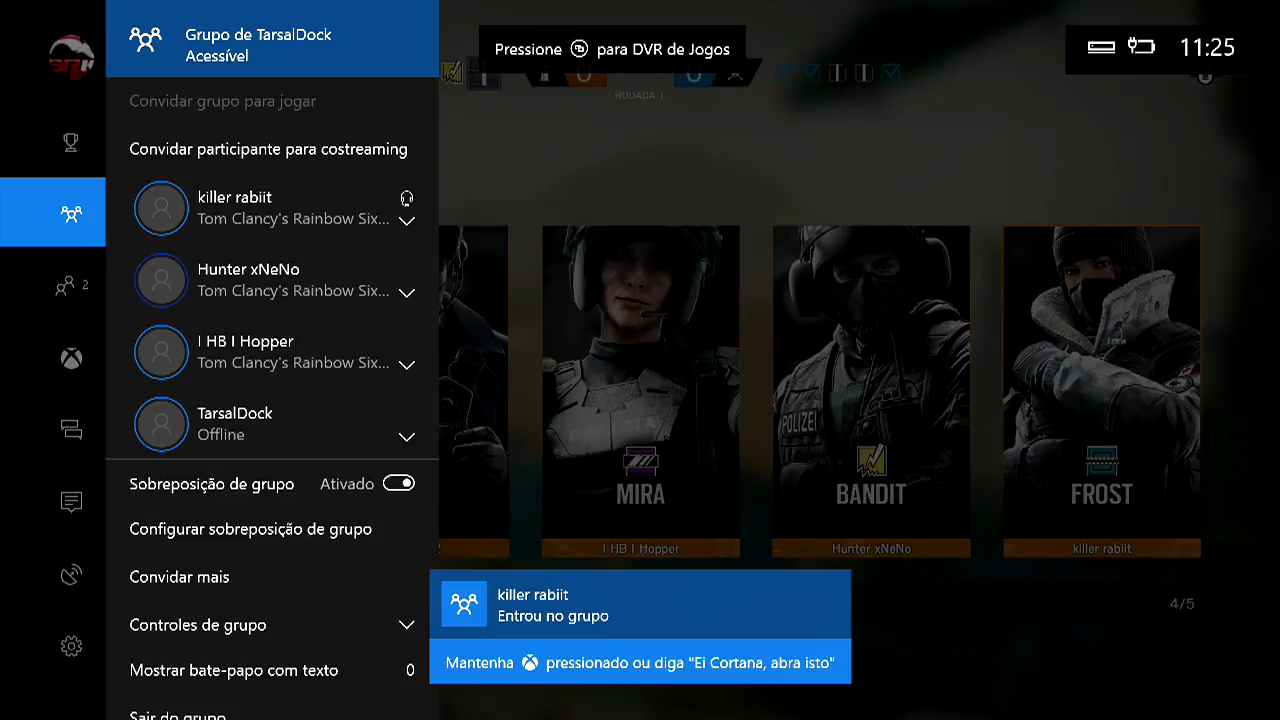 Grupo de TarsalDock
Acessível
Pressione para DVR de Jogos
11:25
RODADA 1
Convidar grupo para jogar
Convidar participante para costreaming
killer rabiit
Tom Clancy's Rainbow Six...
Hunter xNeNo
Tom Clancy's Rainbow Six...
2
I HB I Hopper
Tom Clancy's Rainbow Six...
TarsalDock
Offline
Sobreposição de grupo Ativado
Configurar sobreposição de grupo
Convidar mais
Controles de grupo
Mostrar bate-papo com texto 0
Sair do grupo
POLICIA
POLIZEI
MIRA
BANDIT
FROST
I HB I Hopper
Hunter xNeNo
killer rabiit
4/5
killer rabiit
Entrou no grupo
Mantenha pressionado ou diga "Ei Cortana, abra isto"